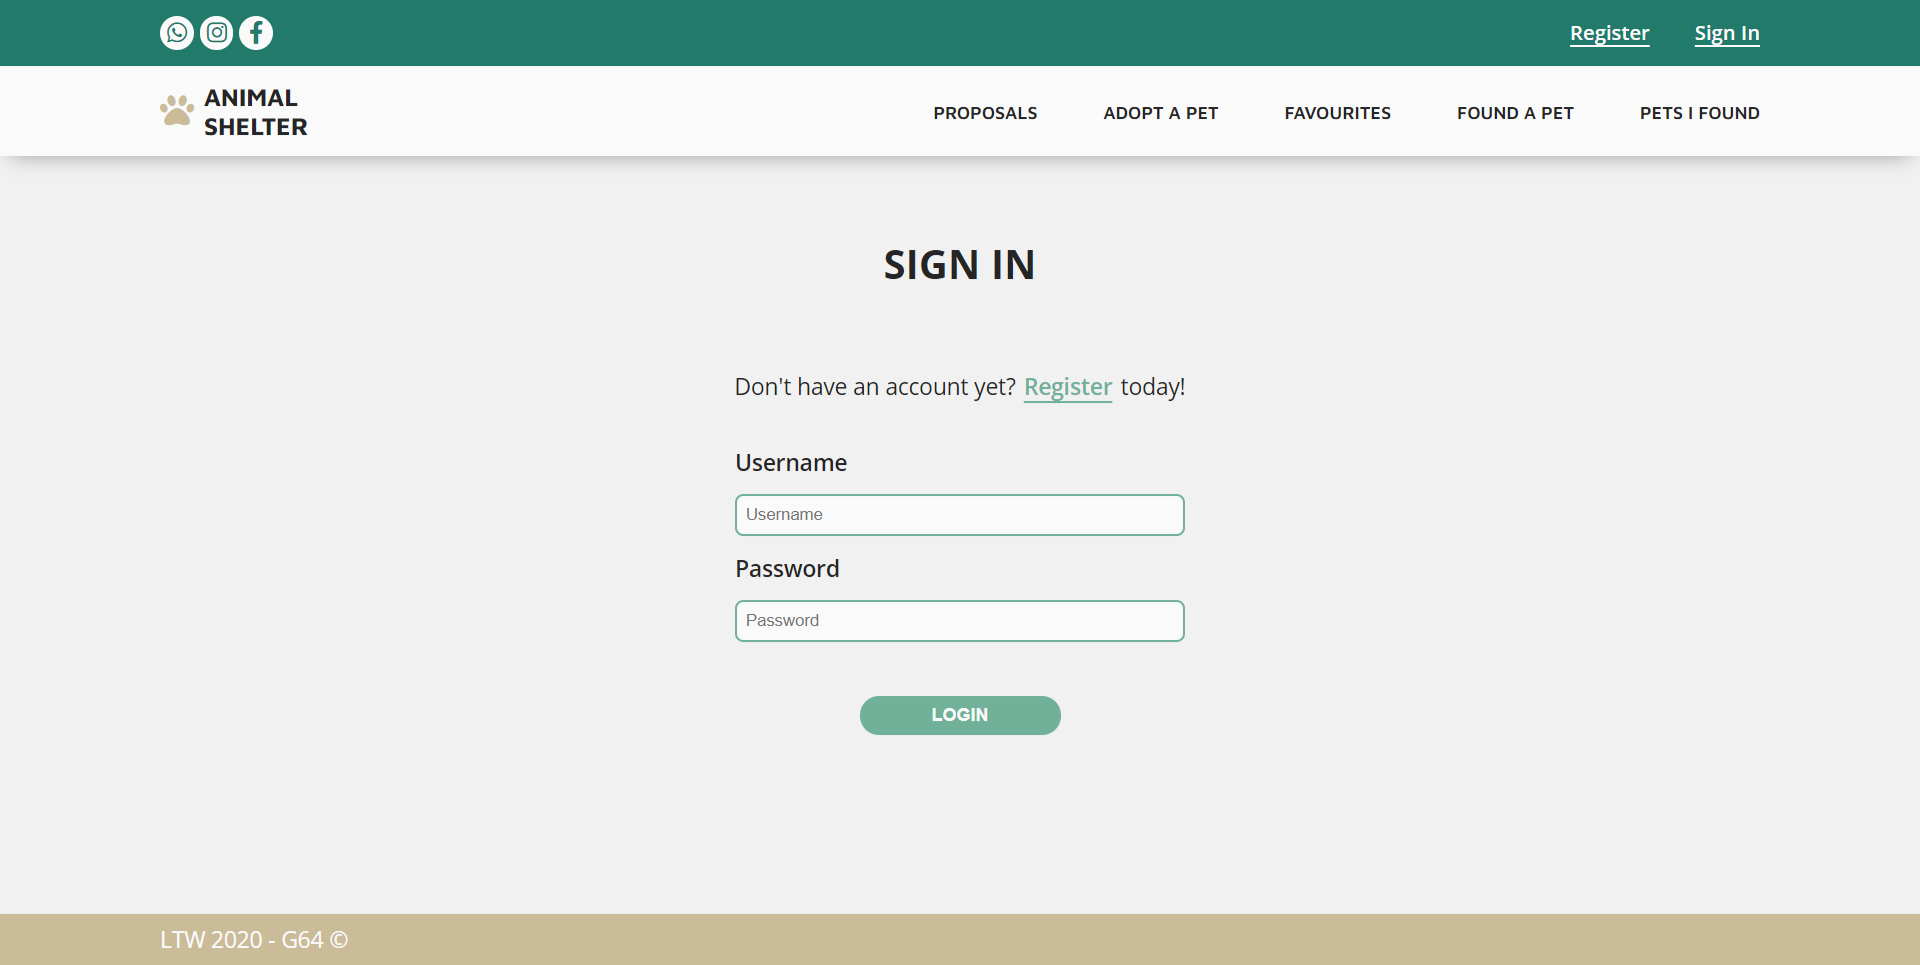 Register Sign In
ANIMAL
SHELTER
PROPOSALS ADOPT A PET FAVOURITES FOUND A PET PETS I FOUND
SIGN IN
Don't have an account yet? Register today!
Username
Username
Password
Password
LOGIN
LTW 2020 - G64 ©